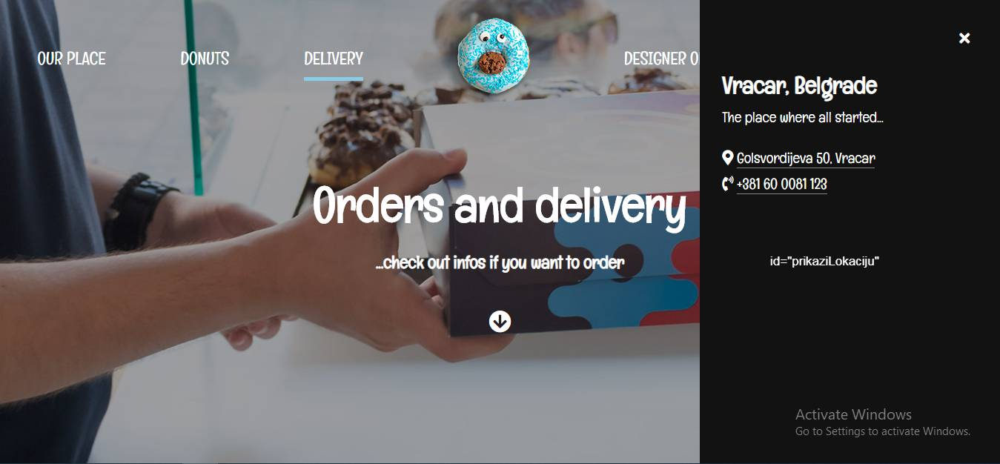 OUR PLACE
DONUTS
DELIVERY
DESIGNER
Orders and delivery
...check out infos if you want to order
Vracar, Belgrade
The place where all started...
Golsvordijeva 50, Vracar
+381 60 0081 123
id="prikaziLokaciju"
Activate Windows
Go to Settings to activate Windows.